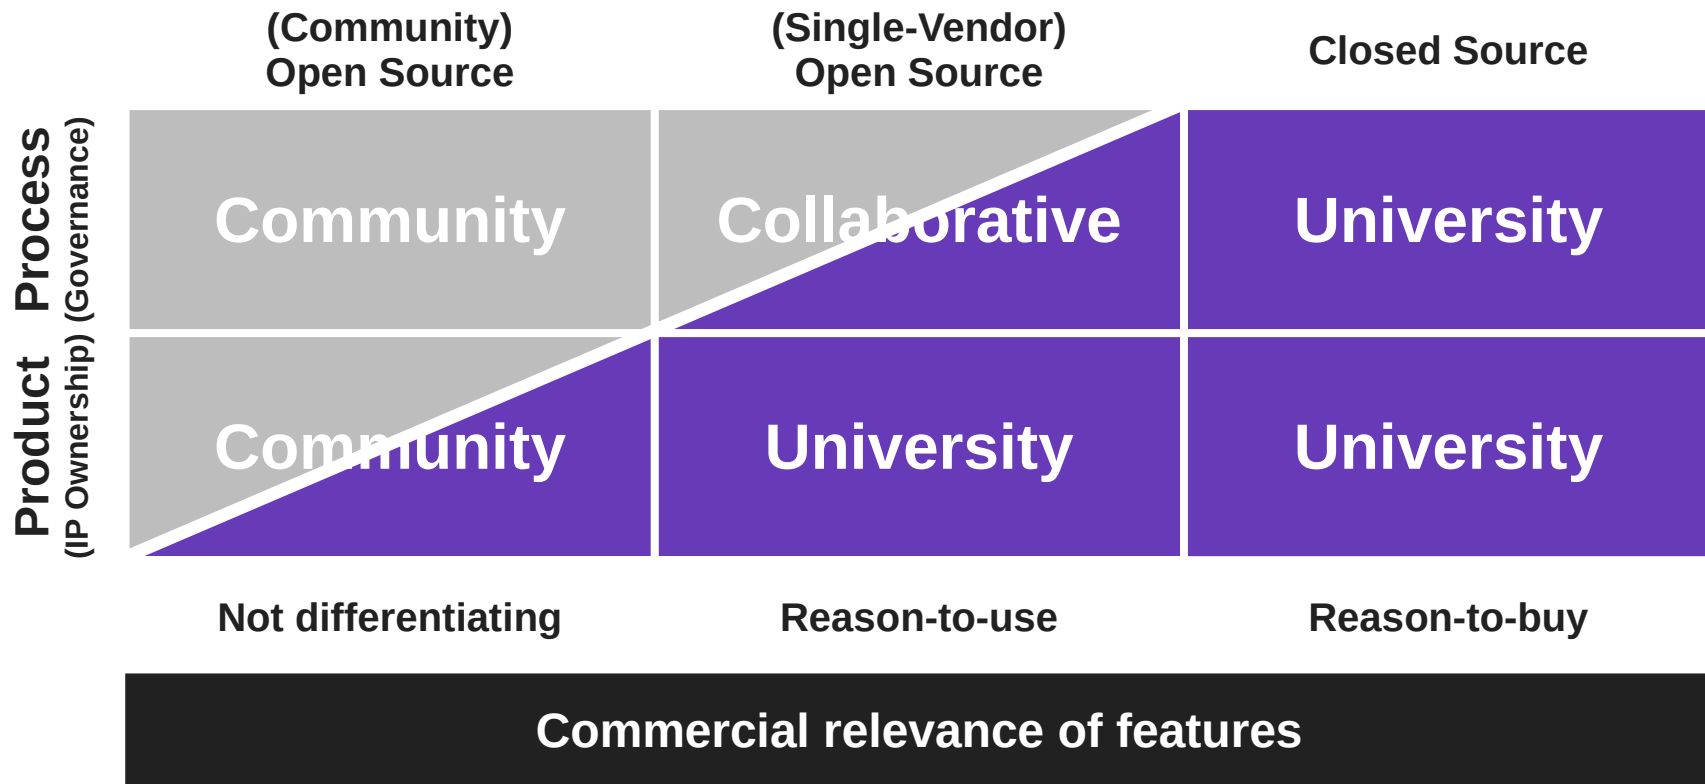 (Community)
Open Source
(Single-Vendor)
Open Source
Closed Source
Process
(Governance)
Community
Collaborative
University
Product
(IP Ownership)
Community
University
University
Not differentiating
Reason-to-use
Reason-to-buy
Commercial relevance of features